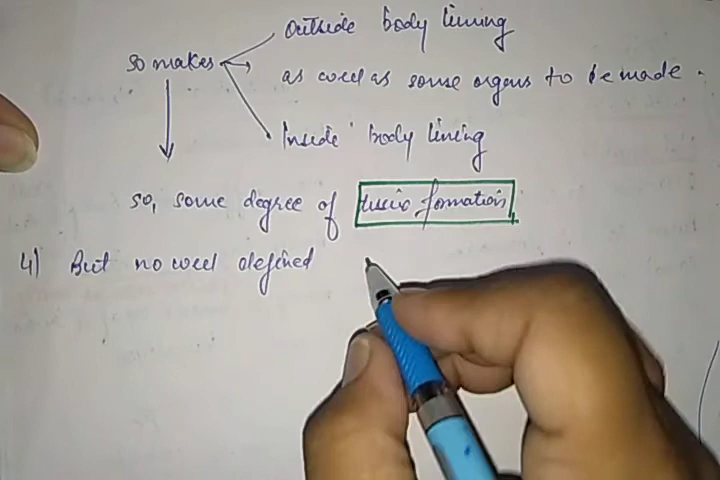 Outside body lining
so makes
as well as some organs to be made.
Inside body lining
so, some degree of tissue formation
4) But no well defined